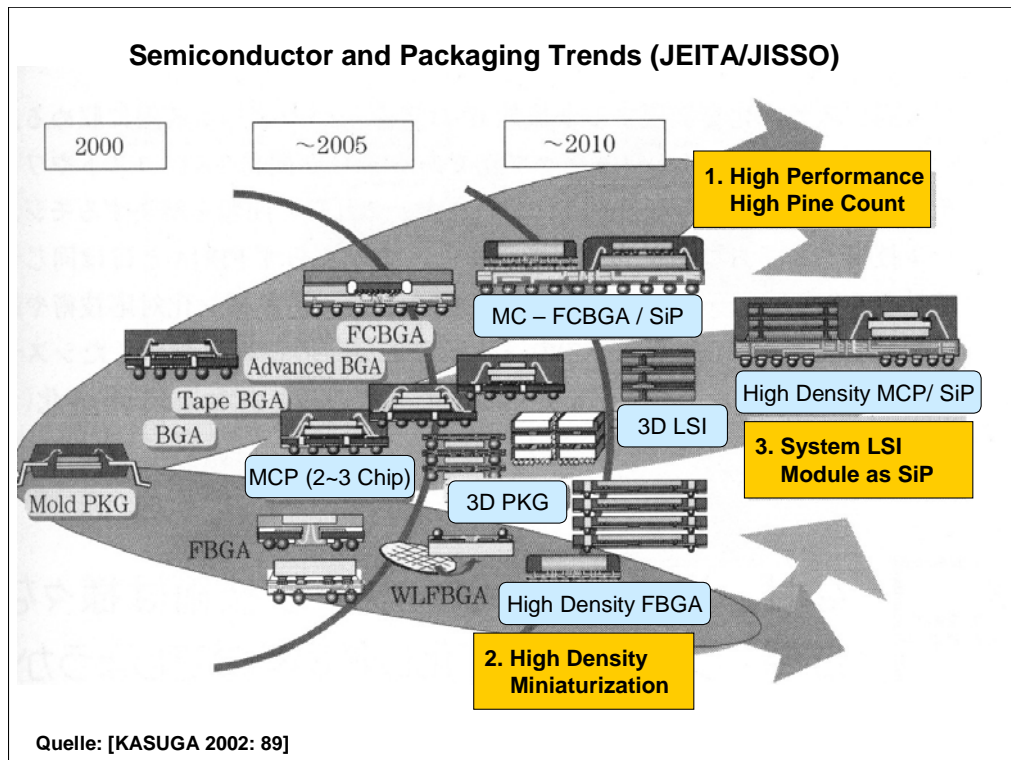 Semiconductor and Packaging Trends (JEITA/JISSO)
2000
~2005
~2010
1. High Performance
High Pine Count
FCBGA
MC – FCBGA / SiP
Advanced BGA
Tape BGA
BGA
High Density MCP/ SiP
3D LSI
MCP (2~3 Chip)
3. System LSI
Module as SiP
Mold PKG
3D PKG
FBGA
WLFBGA
High Density FBGA
2. High Density
Miniaturization
Quelle: [KASUGA 2002: 89]